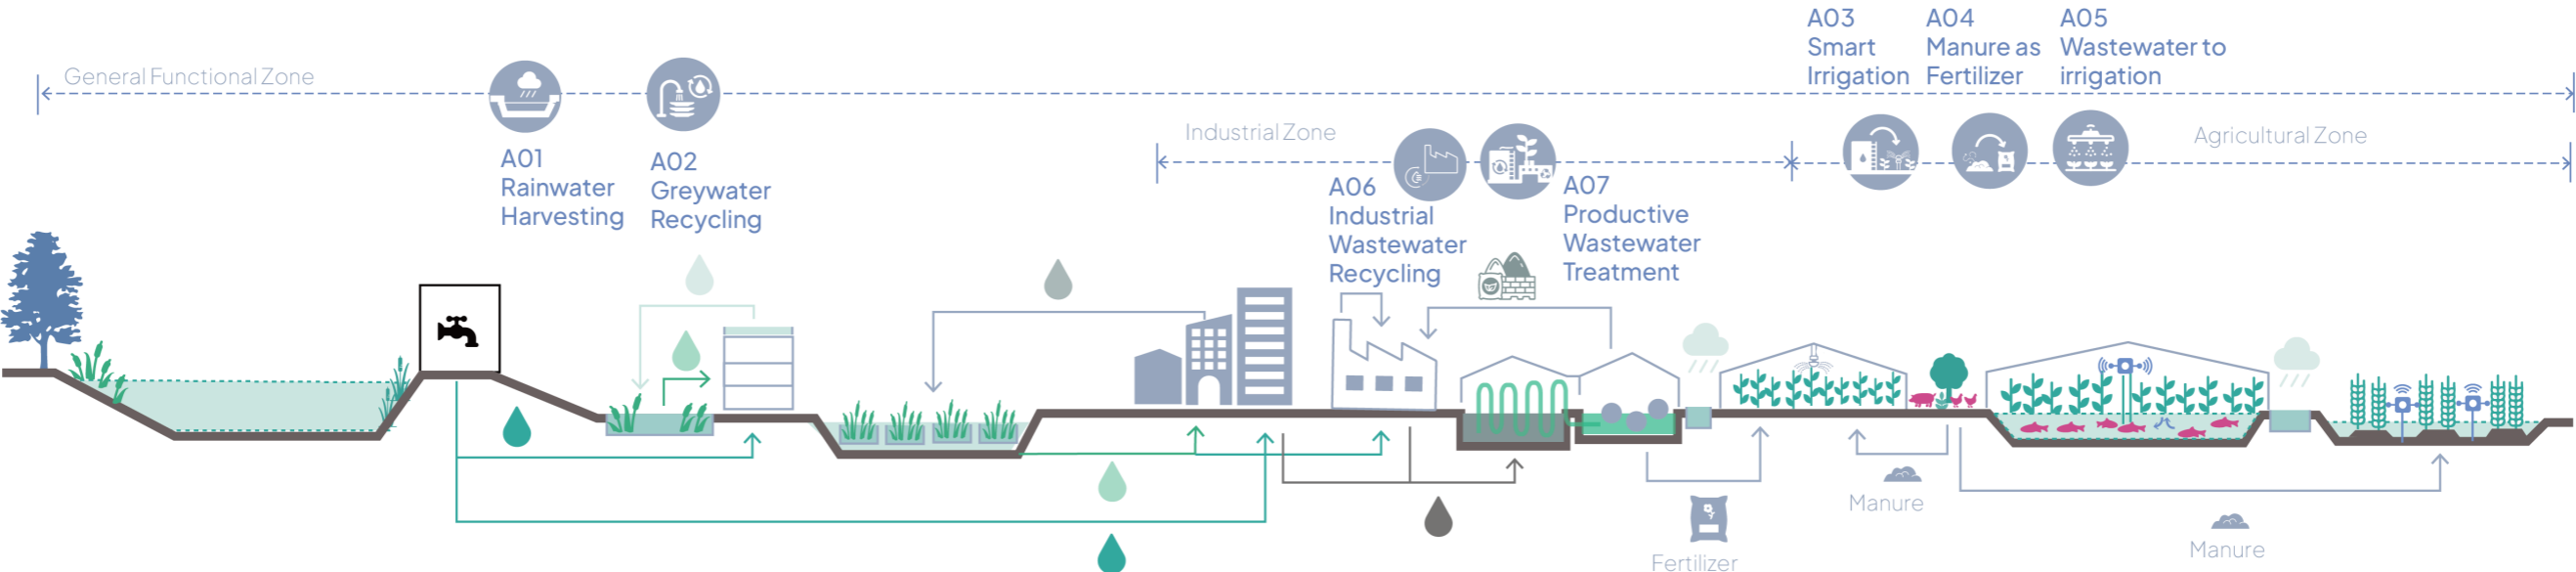 General Functional Zone
A01
Rainwater
Harvesting
A02
Greywater
Recycling
Industrial Zone
A06
Industrial
Wastewater
Recycling
A07
Productive
Wastewater
Treatment
A03
Smart
Irrigation
A04
Manure as
Fertilizer
A05
Wastewater to
irrigation
Agricultural Zone
Fertilizer
Manure
Manure